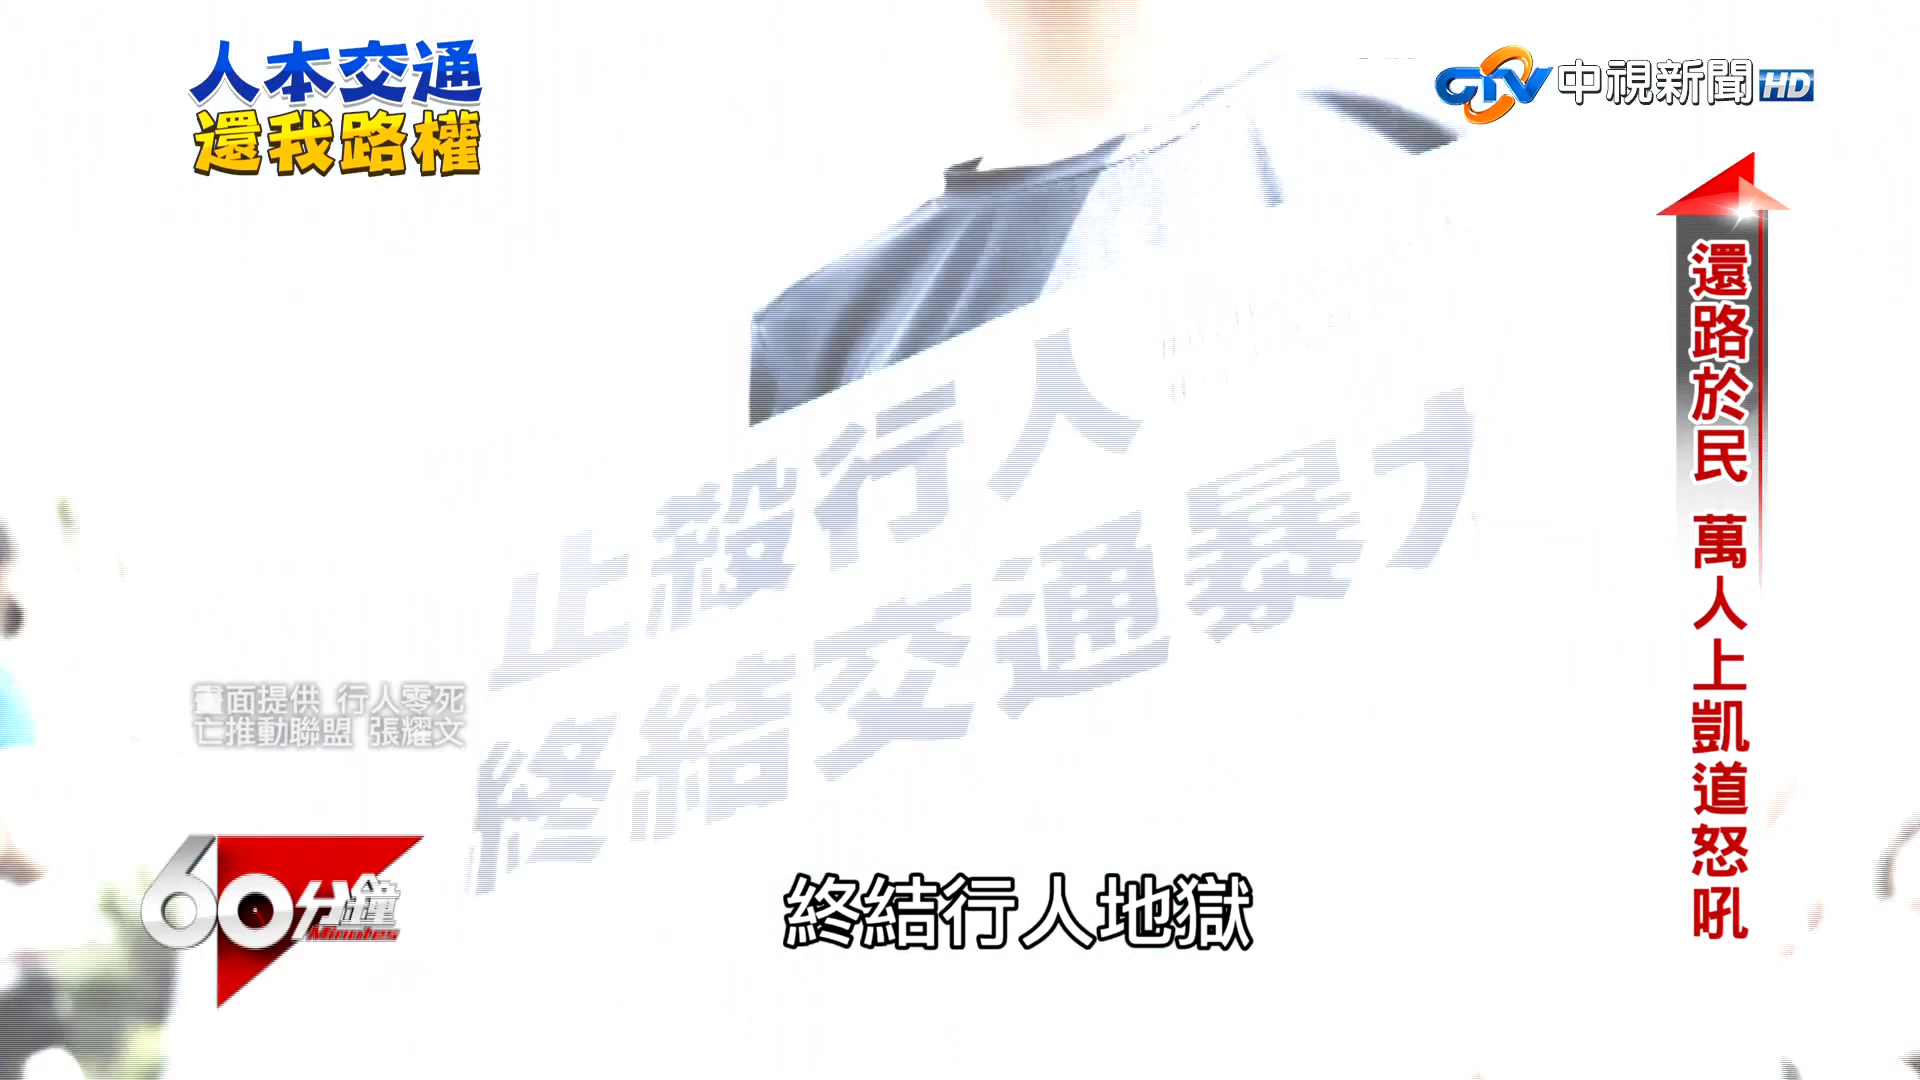 人本交通
還我路權
CTV 中視新聞 HD
還路於民 萬人上凱道怒吼
止殺行人
終結交通暴力
畫面提供 行人零死
亡推動聯盟 張耀文
60分鐘
Minutes
終結行人地獄